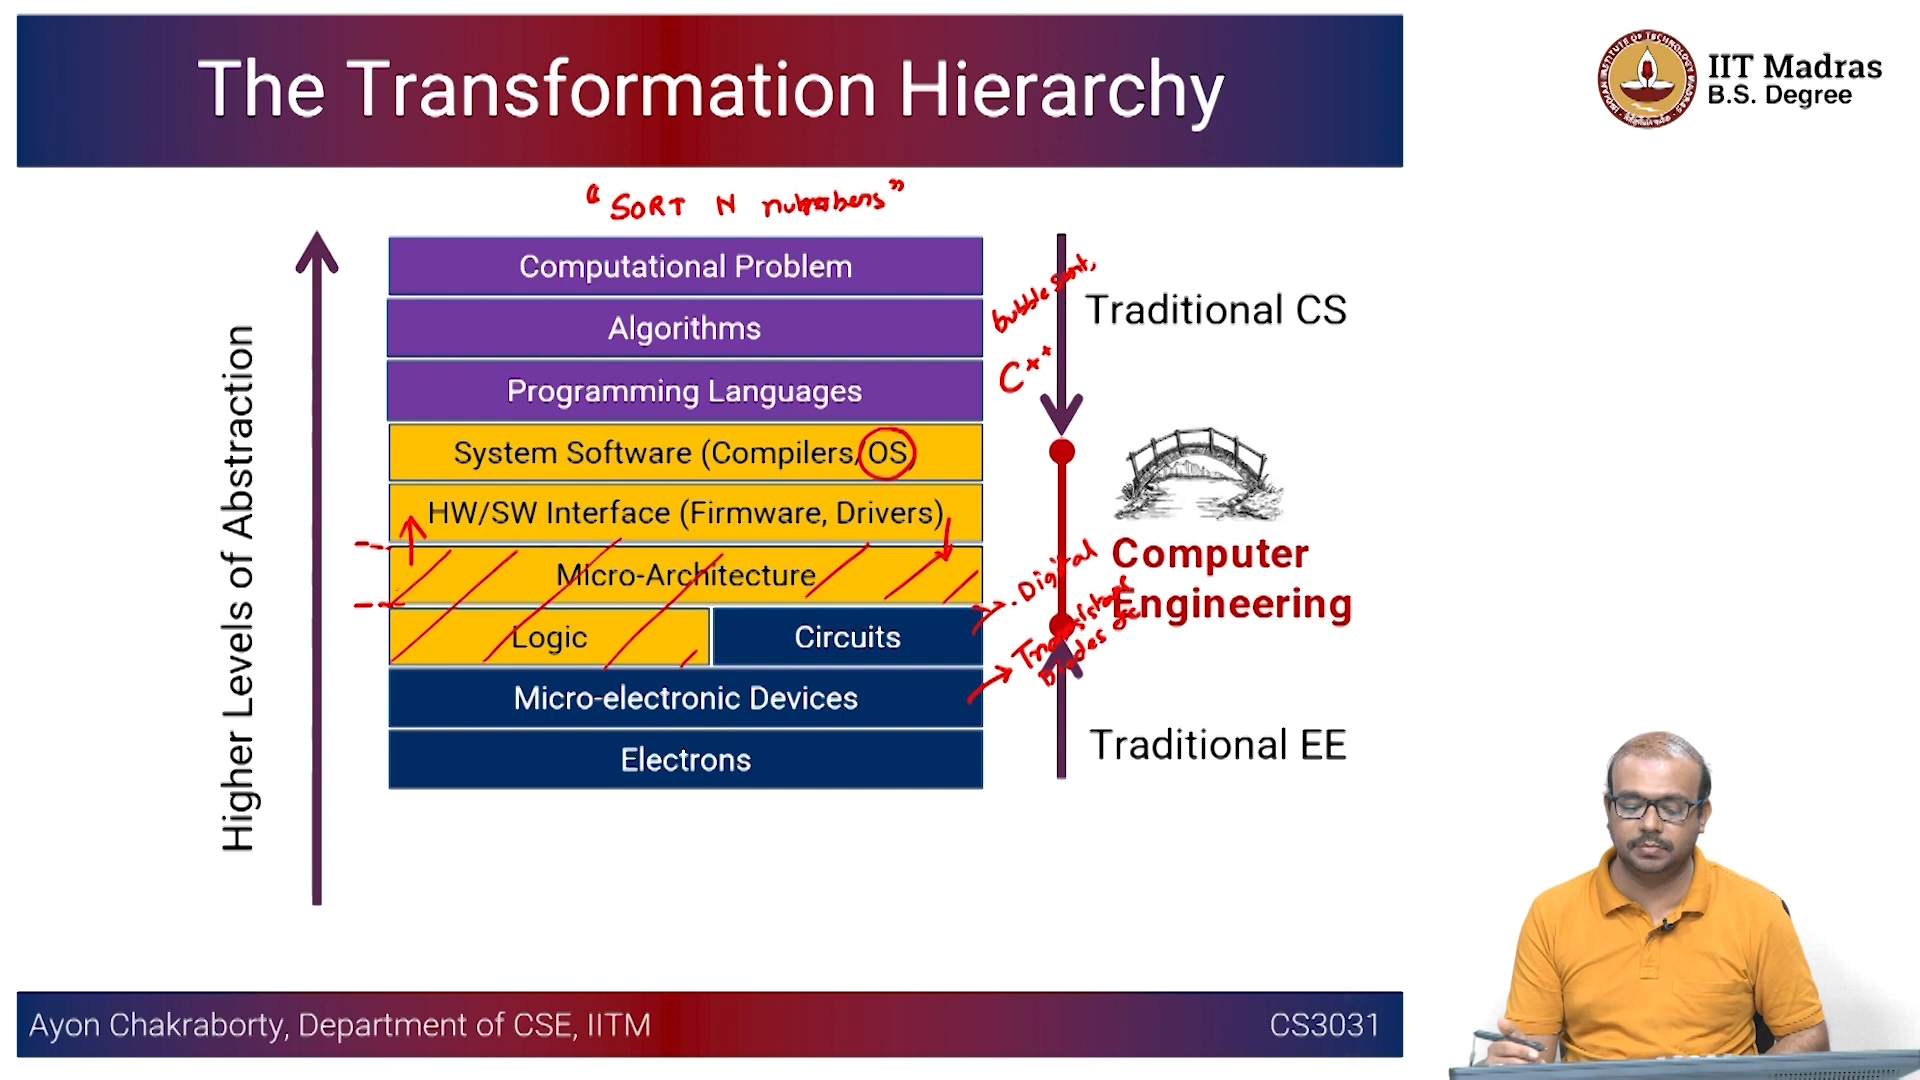 The Transformation Hierarchy
IIT Madras
B.S. Degree
"SORT N numbers"
Computational Problem
Algorithms
bubble sort,
Traditional CS
Programming Languages
C++
System Software (Compilers/OS)
HW/SW Interface (Firmware, Drivers)
Micro-Architecture
Digital
Computer
Engineering
Logic
Circuits
Micro-electronic Devices
Electrons
Traditional EE
Higher Levels of Abstraction
Ayon Chakraborty, Department of CSE, IITM
CS3031